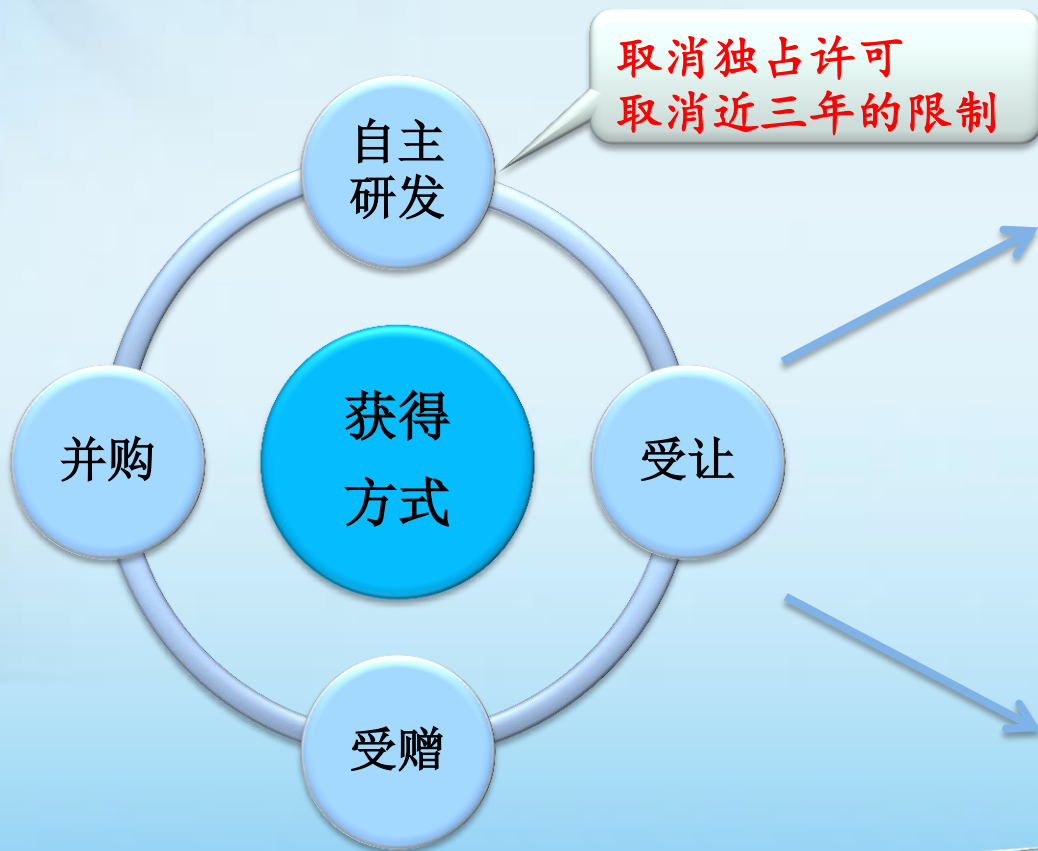 取消独占许可
取消近三年的限制
自主
研发
获得
方式
并购
受让
受赠